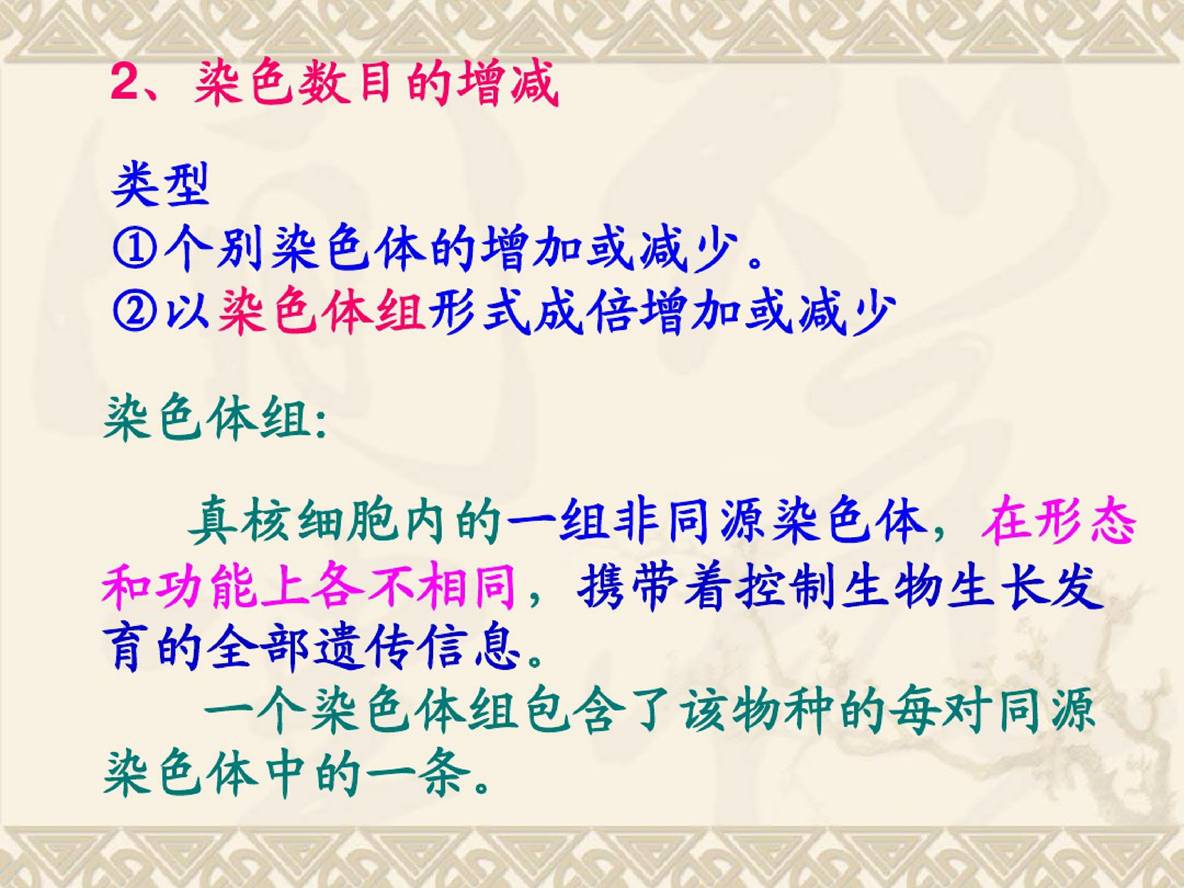 2、染色数目的增减
类型
①个别染色体的增加或减少。
②以染色体组形式成倍增加或减少
染色体组:
真核细胞内的一组非同源染色体，在形态
和功能上各不相同，携带着控制生物生长发
育的全部遗传信息。
一个染色体组包含了该物种的每对同源
染色体中的一条。